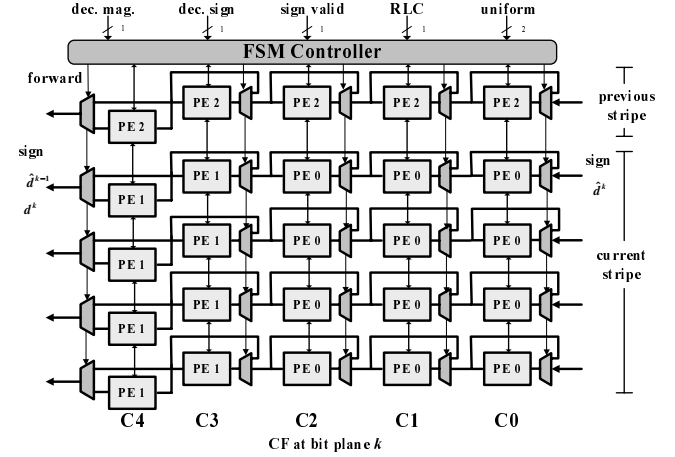 dec. mag. dec. sign sign valid RLC uniform
1 1 1 1 2
FSM Controller
forward
PE 2 PE 2 PE 2 PE 2
previous
stripe
PE 2
sign
PE 1 PE 0 PE 0 PE 0
sign
d̂ᵏ⁻¹
d̂ᵏ
PE 1
dᵏ
PE 1 PE 0 PE 0 PE 0
current
stripe
PE 1
PE 1 PE 0 PE 0 PE 0
PE 1
PE 1 PE 0 PE 0 PE 0
PE 1
C4 C3 C2 C1 C0
CF at bit plane k